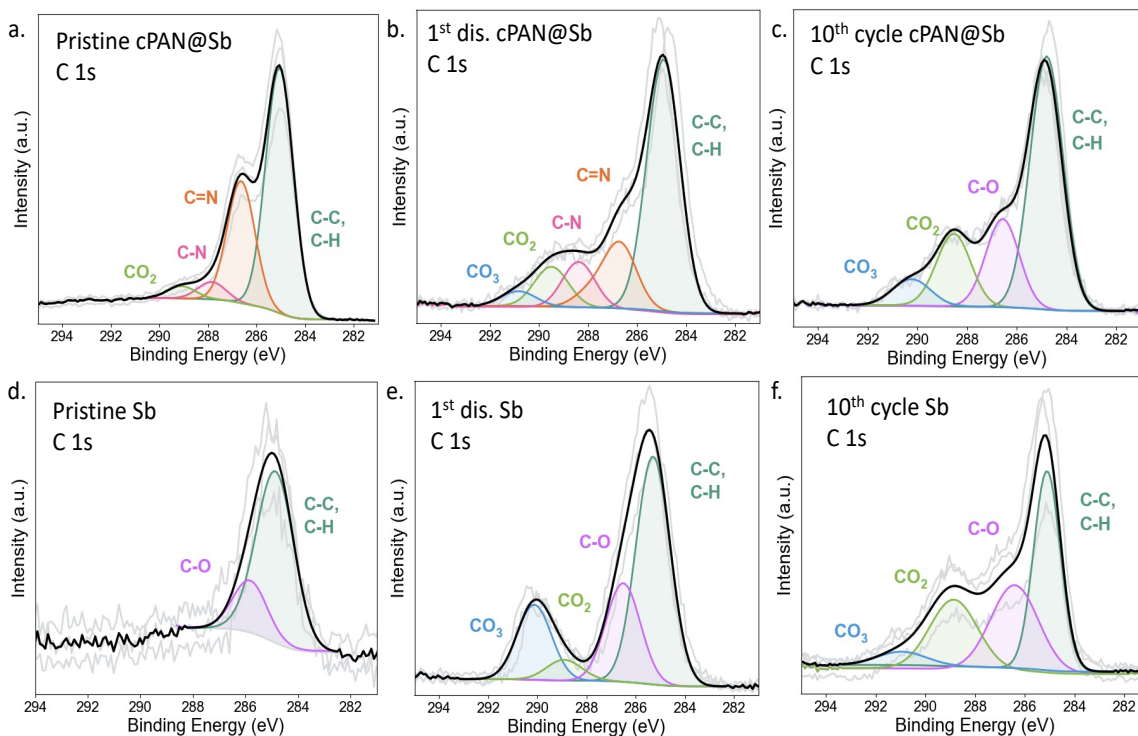 a.
Pristine cPAN@Sb
C 1s
CO₂
C-N
C=N
C-C,
C-H
Intensity (a.u.)
294 292 290 288 286 284 282
Binding Energy (eV)
b.
1st dis. cPAN@Sb
C 1s
CO₃
CO₂
C-N
C=N
C-C,
C-H
Intensity (a.u.)
294 292 290 288 286 284 282
Binding Energy (eV)
c.
10th cycle cPAN@Sb
C 1s
CO₃
CO₂
C-O
C-C,
C-H
Intensity (a.u.)
294 292 290 288 286 284 282
Binding Energy (eV)
d.
Pristine Sb
C 1s
C-O
C-C,
C-H
Intensity (a.u.)
294 292 290 288 286 284 282
Binding Energy (eV)
e.
1st dis. Sb
C 1s
CO₃
CO₂
C-O
C-C,
C-H
Intensity (a.u.)
294 292 290 288 286 284 282
Binding Energy (eV)
f.
10th cycle Sb
C 1s
CO₃
CO₂
C-O
C-C,
C-H
Intensity (a.u.)
294 292 290 288 286 284 282
Binding Energy (eV)